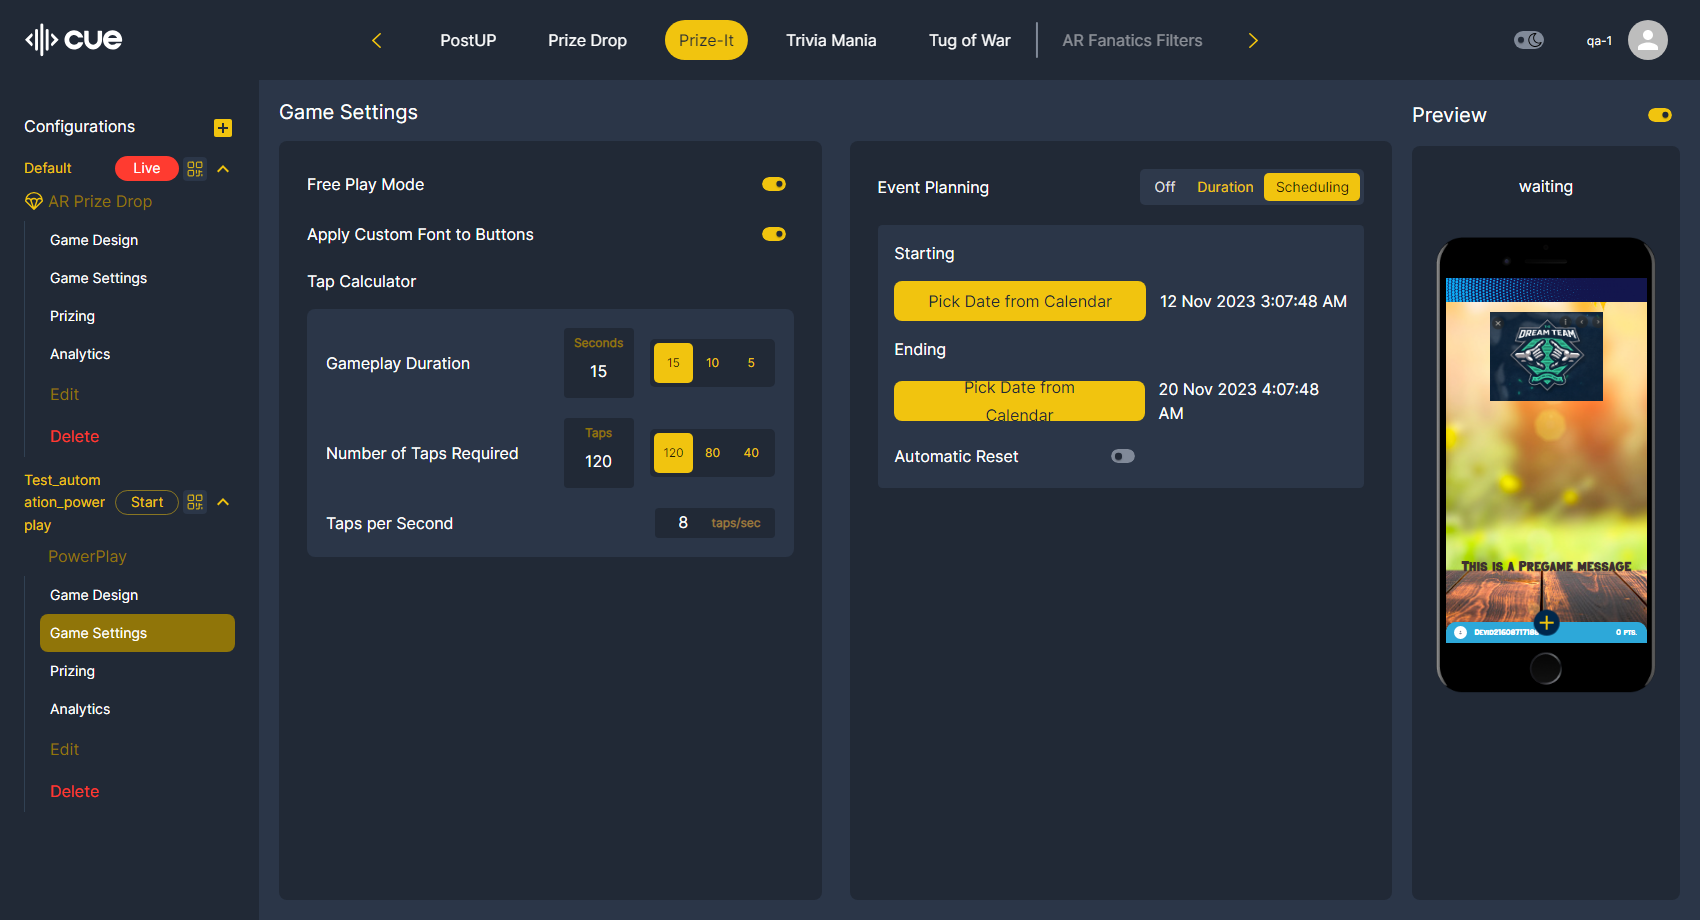 cue
PostUP
Prize Drop
Prize-It
Trivia Mania
Tug of War
AR Fanatics Filters
qa-1
Configurations
Default
Live
AR Prize Drop
Game Design
Game Settings
Prizing
Analytics
Edit
Delete
Test_autom
ation_power
play
Start
PowerPlay
Game Design
Game Settings
Prizing
Analytics
Edit
Delete
Game Settings
Free Play Mode
Apply Custom Font to Buttons
Tap Calculator
Gameplay Duration
Seconds
15
15 10 5
Number of Taps Required
Taps
120
120 80 40
Taps per Second
8 taps/sec
Event Planning
Off Duration Scheduling
Starting
Pick Date from Calendar
12 Nov 2023 3:07:48 AM
Ending
Pick Date from
Calendar
20 Nov 2023 4:07:48
AM
Automatic Reset
Preview
waiting
DREAM TEAM
This is a Pregame message
0 pts.